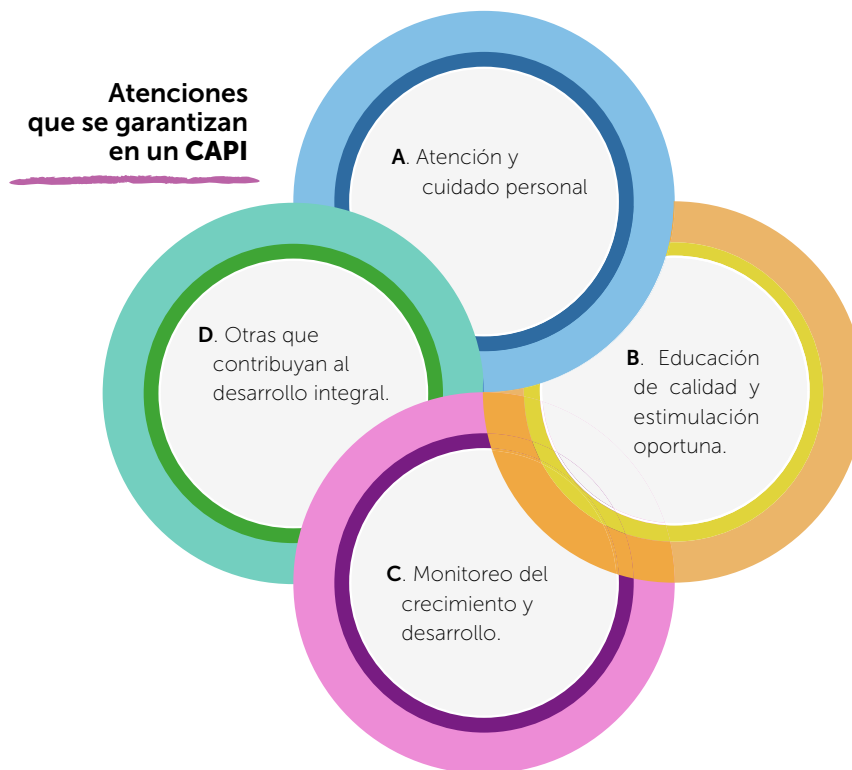 Atenciones
que se garantizan
en un CAPI
A. Atención y
cuidado personal
B. Educación
de calidad y
estimulación
oportuna.
C. Monitoreo del
crecimiento y
desarrollo.
D. Otras que
contribuyan al
desarrollo integral.